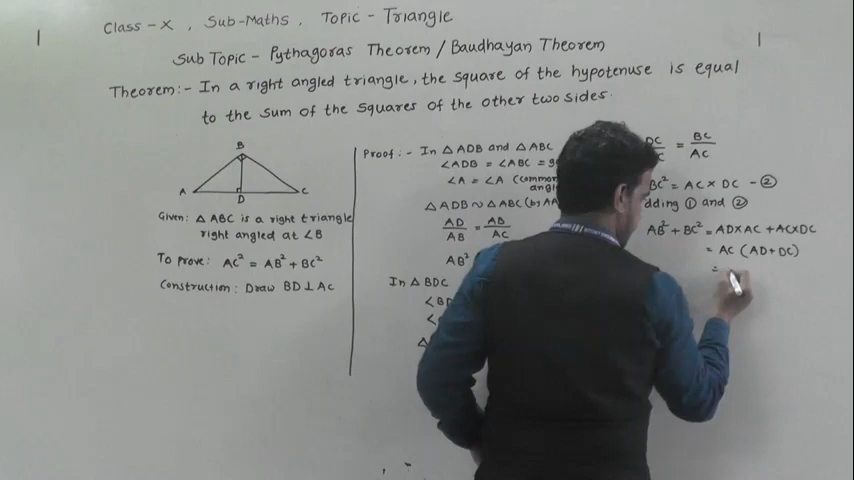 Class-X, Sub-Maths, Topic - Triangle
Sub Topic - Pythagoras Theorem / Baudhayan Theorem
Theorem:- In a right angled triangle, the square of the hypotenuse is equal
to the sum of the squares of the other two sides.
B
A D C
Given: △ ABC is a right triangle
right angled at ∠B
To prove: AC² = AB² + BC²
Construction: Draw BD ⊥ AC
Proof:- In △ ADB and △ ABC
∠ADB = ∠ABC =
∠A = ∠A (common
angle
△ ADB ~ △ ABC (by AA
AD/AB = AB/AC
AB²
In △ BDC
DC = BC/AC
BC² = AC × DC - ②
dding ① and ②
AB² + BC² = AD×AC + AC×DC
= AC (AD+DC)
=